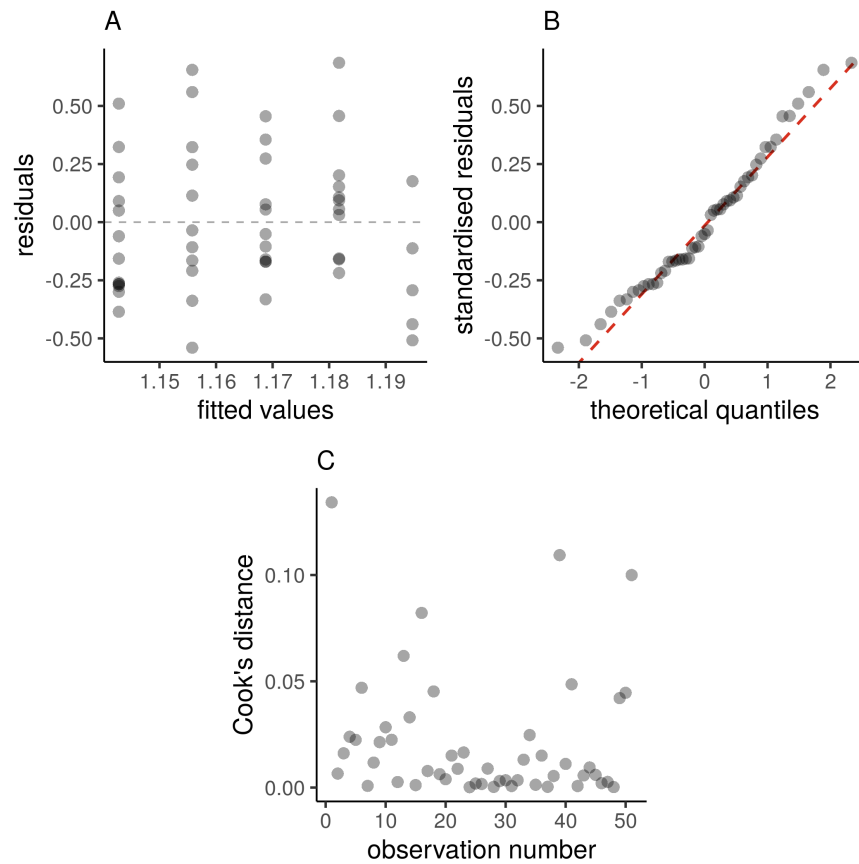 A
residuals
0.50
0.25
0.00
-0.25
-0.50
1.15 1.16 1.17 1.18 1.19
fitted values
B
standardised residuals
0.50
0.25
0.00
-0.25
-0.50
-2 -1 0 1 2
theoretical quantiles
C
Cook's distance
0.10
0.05
0.00
0 10 20 30 40 50
observation number